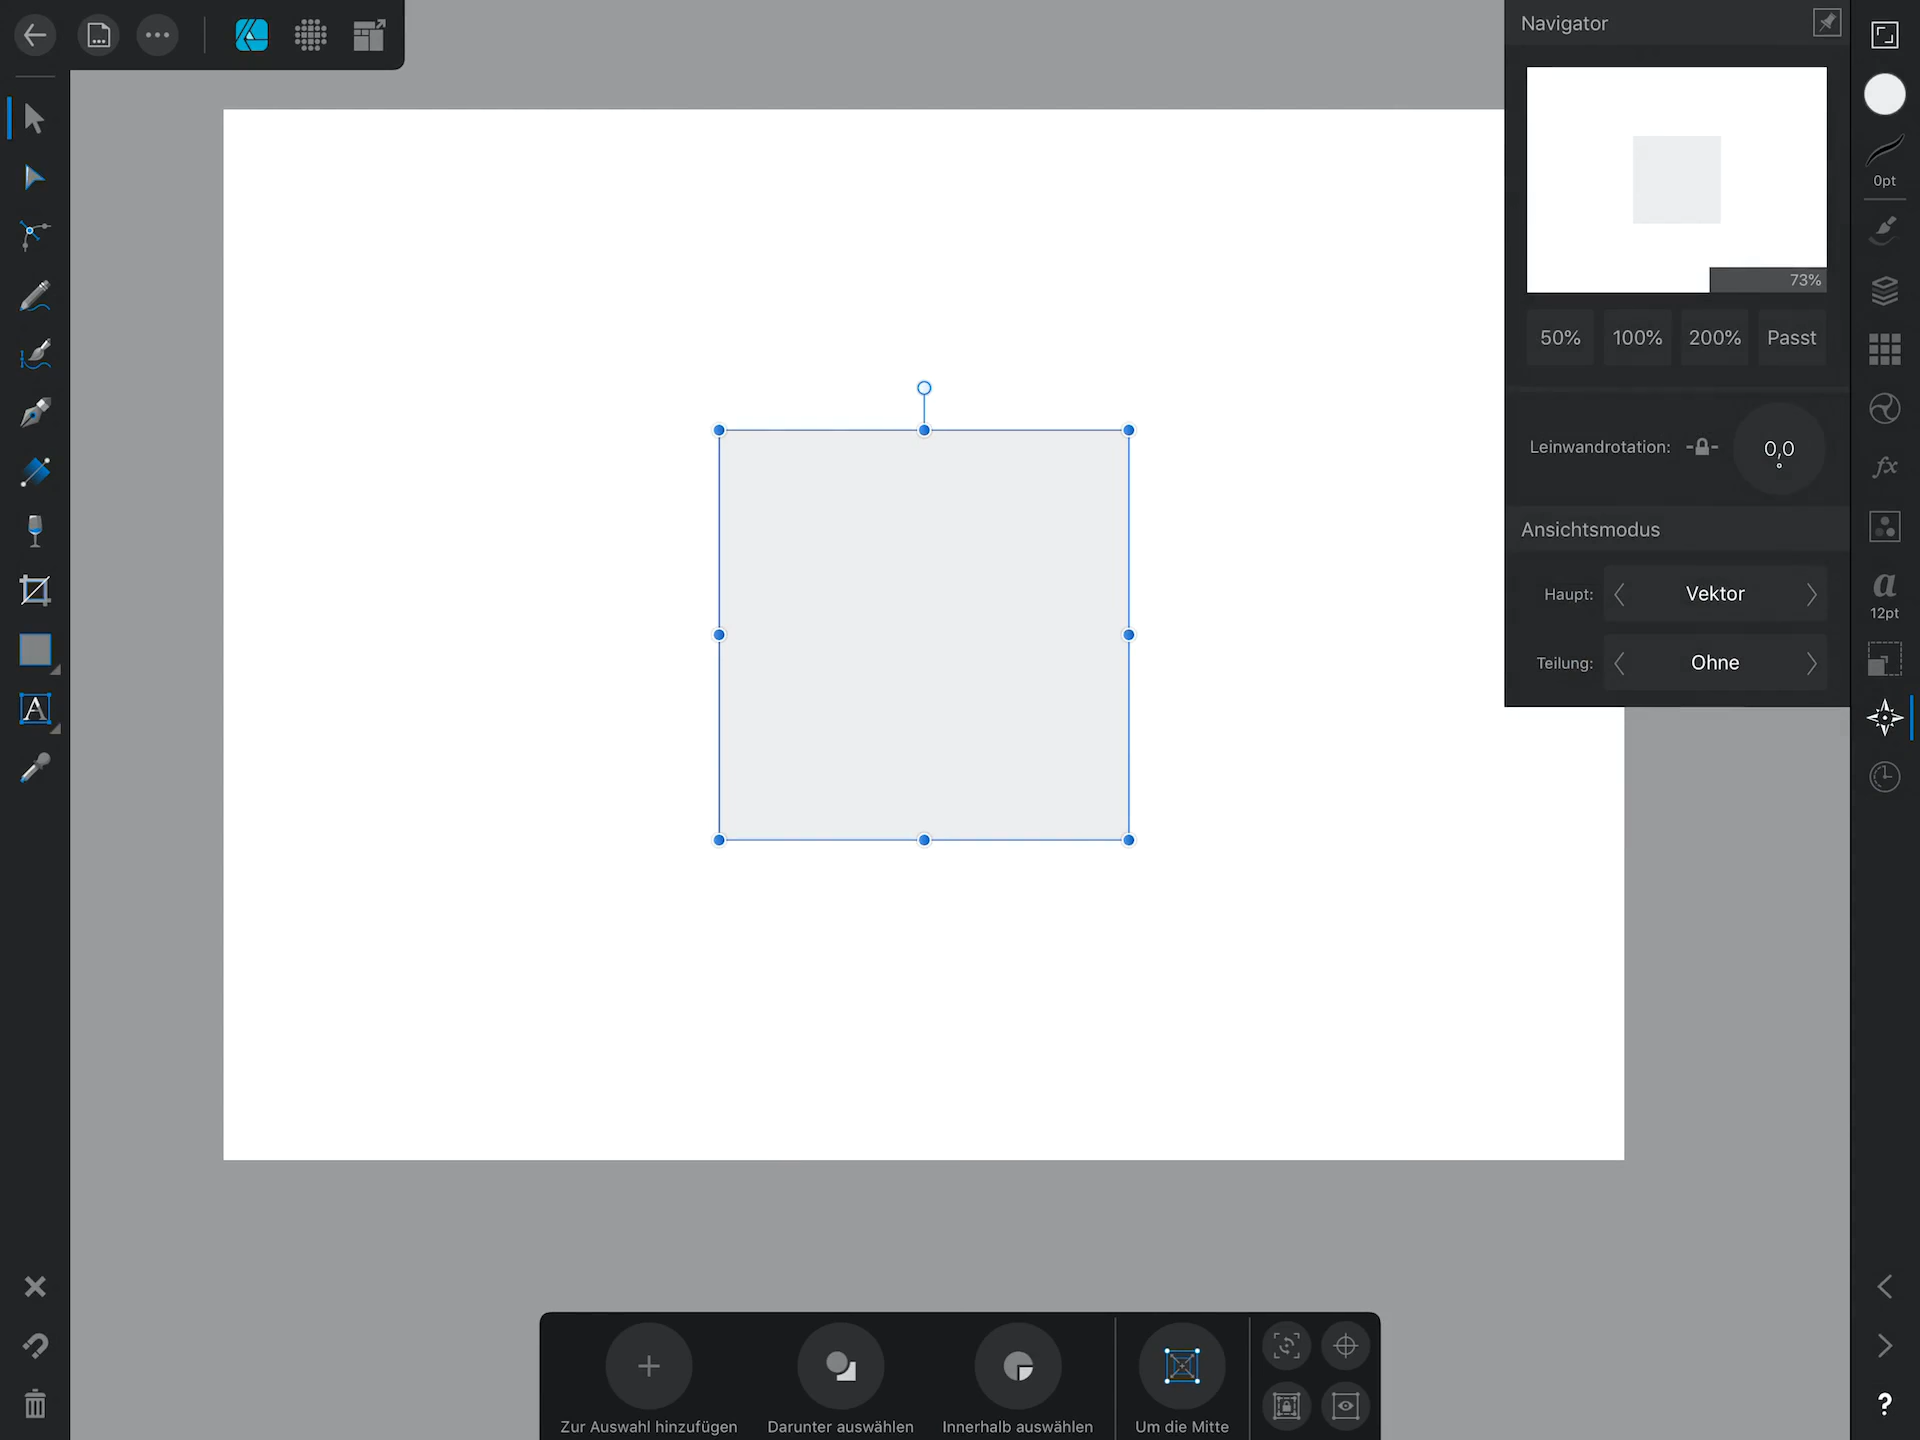 Navigator
0pt
73%
50% 100% 200% Passt
Leinwandrotation: 0,0°
Ansichtsmodus
Haupt: Vektor
a
12pt
Teilung: Ohne
fx
A
Zur Auswahl hinzufügen Darunter auswählen Innerhalb auswählen Um die Mitte
?